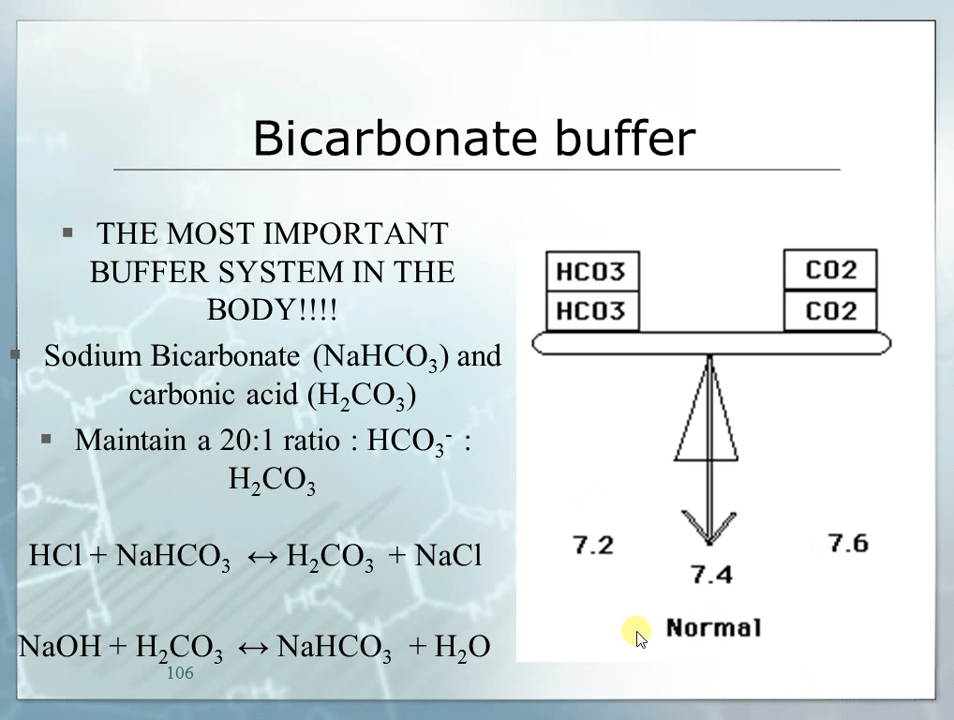 Bicarbonate buffer
▪ THE MOST IMPORTANT
BUFFER SYSTEM IN THE
BODY!!!!
▪ Sodium Bicarbonate (NaHCO₃) and
carbonic acid (H₂CO₃)
▪ Maintain a 20:1 ratio : HCO₃⁻ :
H₂CO₃
HCl + NaHCO₃ ↔ H₂CO₃ + NaCl
NaOH + H₂CO₃ ↔ NaHCO₃ + H₂O
106
HCO3
HCO3
CO2
CO2
7.2
7.4
7.6
Normal